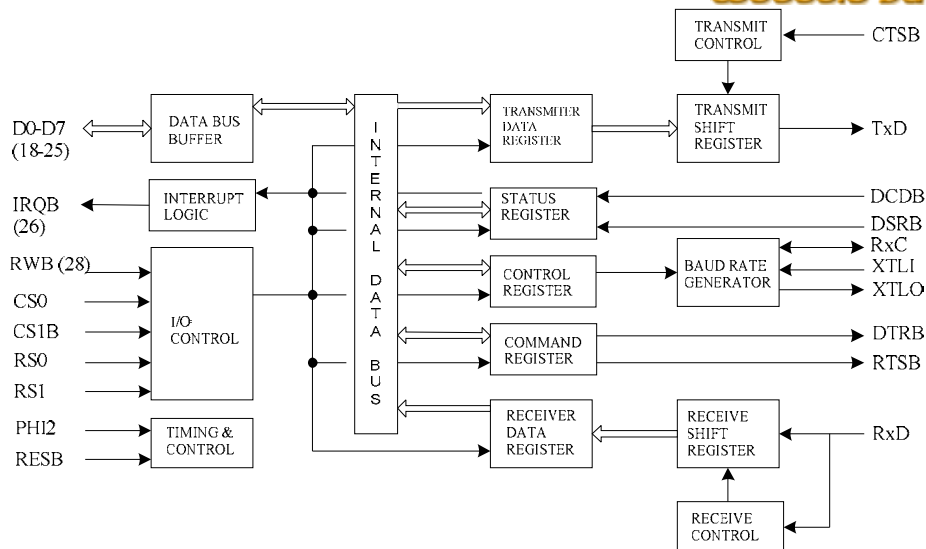 TRANSMIT
CONTROL
CTSB
D0-D7
(18-25)
DATA BUS
BUFFER
TRANSMITER
DATA
REGISTER
TRANSMIT
SHIFT
REGISTER
TxD
IRQB
(26)
INTERRUPT
LOGIC
INTERNAL DATA BUS
STATUS
REGISTER
DCDB
DSRB
RWB (28)
CS0
CS1B
RS0
RS1
I/O
CONTROL
CONTROL
REGISTER
BAUD RATE
GENERATOR
RxC
XTLI
XTLO
COMMAND
REGISTER
DTRB
RTSB
PHI2
RESB
TIMING &
CONTROL
RECEIVER
DATA
REGISTER
RECEIVE
SHIFT
REGISTER
RxD
RECEIVE
CONTROL